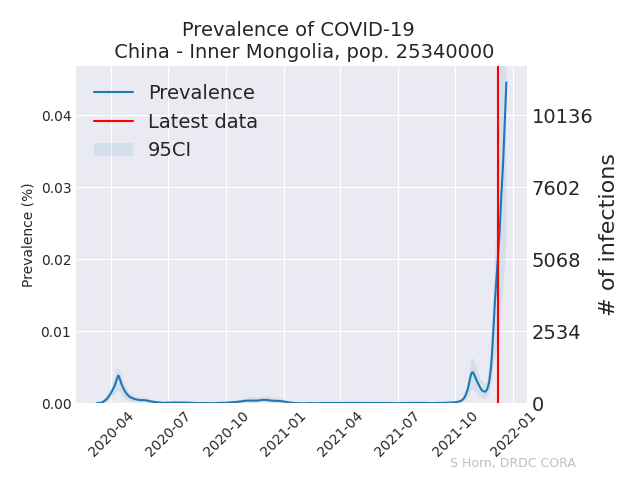 Prevalence of COVID-19
China - Inner Mongolia, pop. 25340000
Prevalence
Latest data
95CI
Prevalence (%)
0.04
0.03
0.02
0.01
0.00
10136
7602
5068
2534
0
# of infections
2020-04
2020-07
2020-10
2021-01
2021-04
2021-07
2021-10
2022-01
S Horn, DRDC CORA